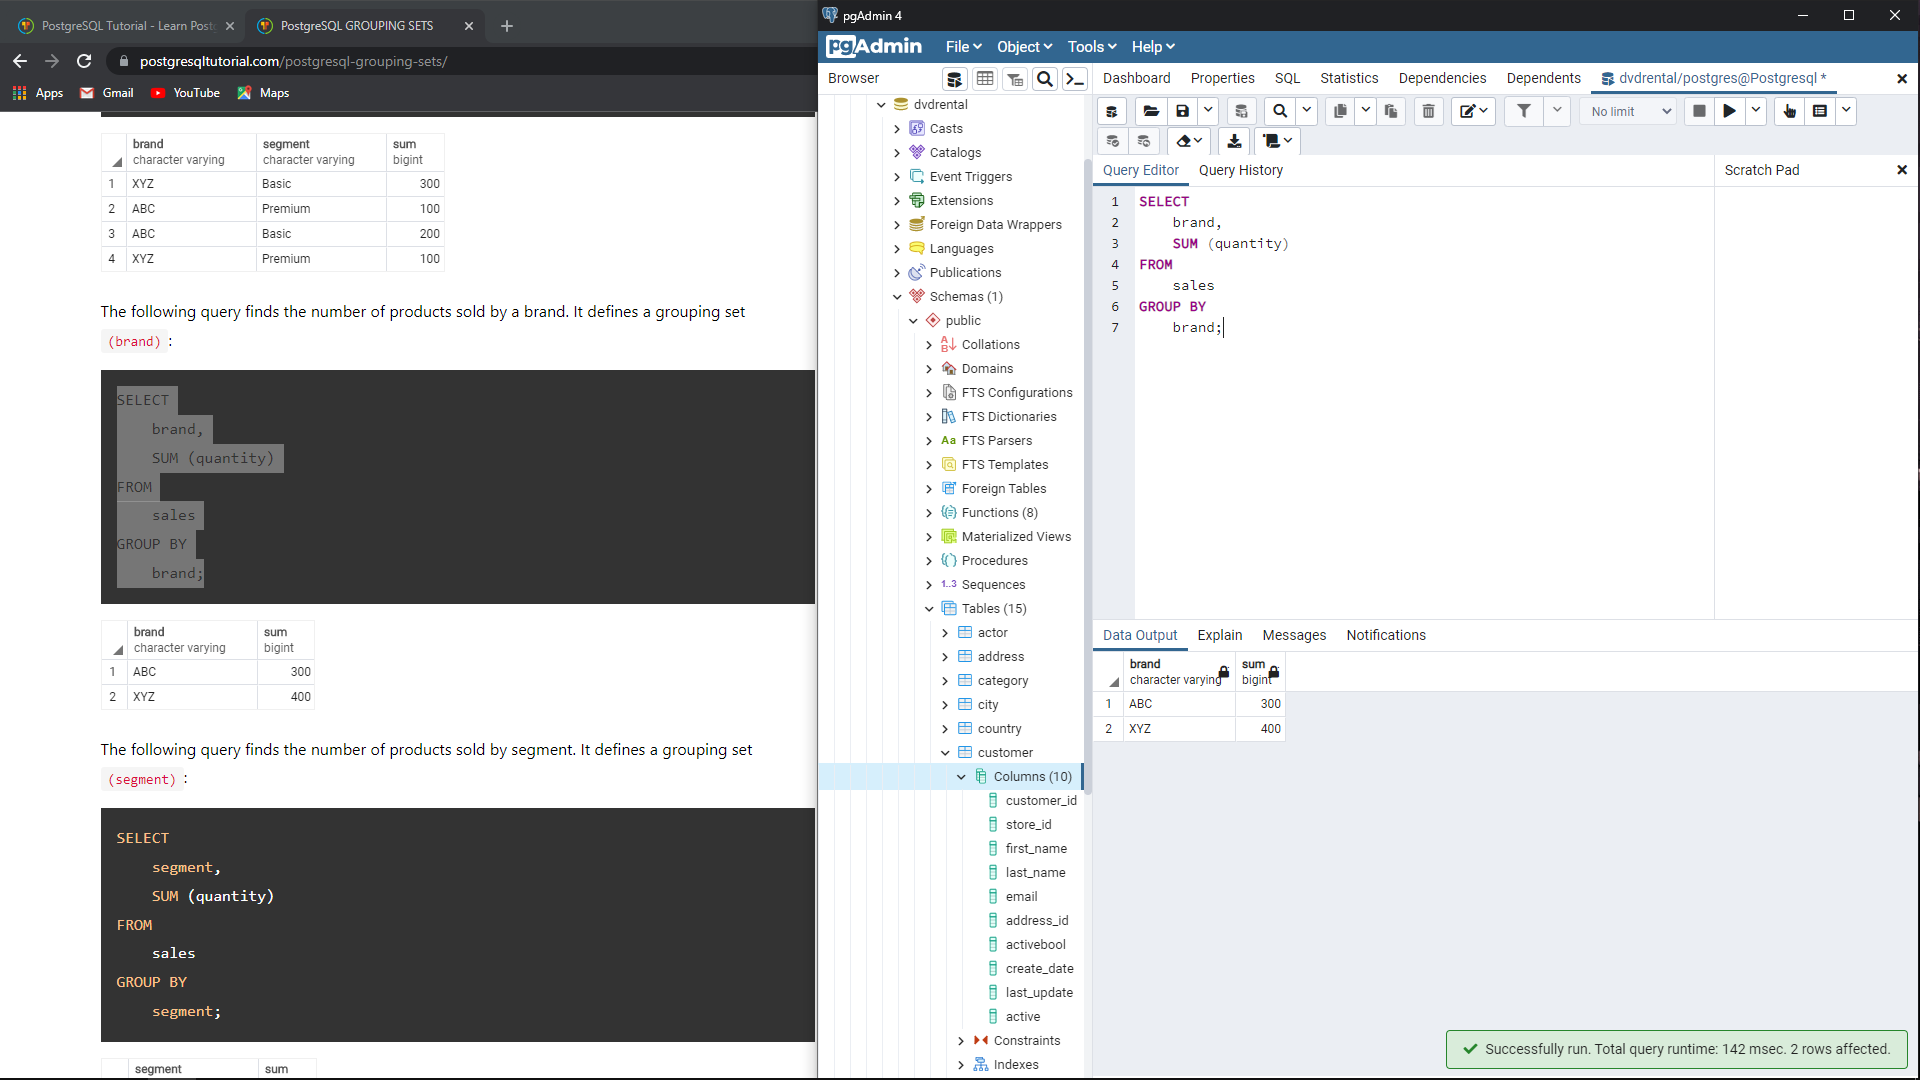 PostgreSQL Tutorial - Learn Post
PostgreSQL GROUPING SETS
postgresqltutorial.com/postgresql-grouping-sets/
Apps Gmail YouTube Maps
brand segment sum
character varying character varying bigint
1 XYZ Basic 300
2 ABC Premium 100
3 ABC Basic 200
4 XYZ Premium 100
The following query finds the number of products sold by a brand. It defines a grouping set
(brand) :
SELECT
brand,
SUM (quantity)
FROM
sales
GROUP BY
brand;
brand sum
character varying bigint
1 ABC 300
2 XYZ 400
The following query finds the number of products sold by segment. It defines a grouping set
(segment) :
SELECT
segment,
SUM (quantity)
FROM
sales
GROUP BY
segment;
segment sum
pgAdmin 4
pgAdmin File Object Tools Help
Browser
Dashboard Properties SQL Statistics Dependencies Dependents dvdrental/postgres@Postgresql *
dvdrental
Casts
Catalogs
Event Triggers
Extensions
Foreign Data Wrappers
Languages
Publications
Schemas (1)
public
Collations
Domains
FTS Configurations
FTS Dictionaries
Aa FTS Parsers
FTS Templates
Foreign Tables
Functions (8)
Materialized Views
Procedures
1..3 Sequences
Tables (15)
actor
address
category
city
country
customer
Columns (10)
customer_id
store_id
first_name
last_name
email
address_id
activebool
create_date
last_update
active
Constraints
Indexes
No limit
Query Editor Query History
Scratch Pad
1 SELECT
2 brand,
3 SUM (quantity)
4 FROM
5 sales
6 GROUP BY
7 brand;
Data Output Explain Messages Notifications
brand sum
character varying bigint
1 ABC 300
2 XYZ 400
Successfully run. Total query runtime: 142 msec. 2 rows affected.